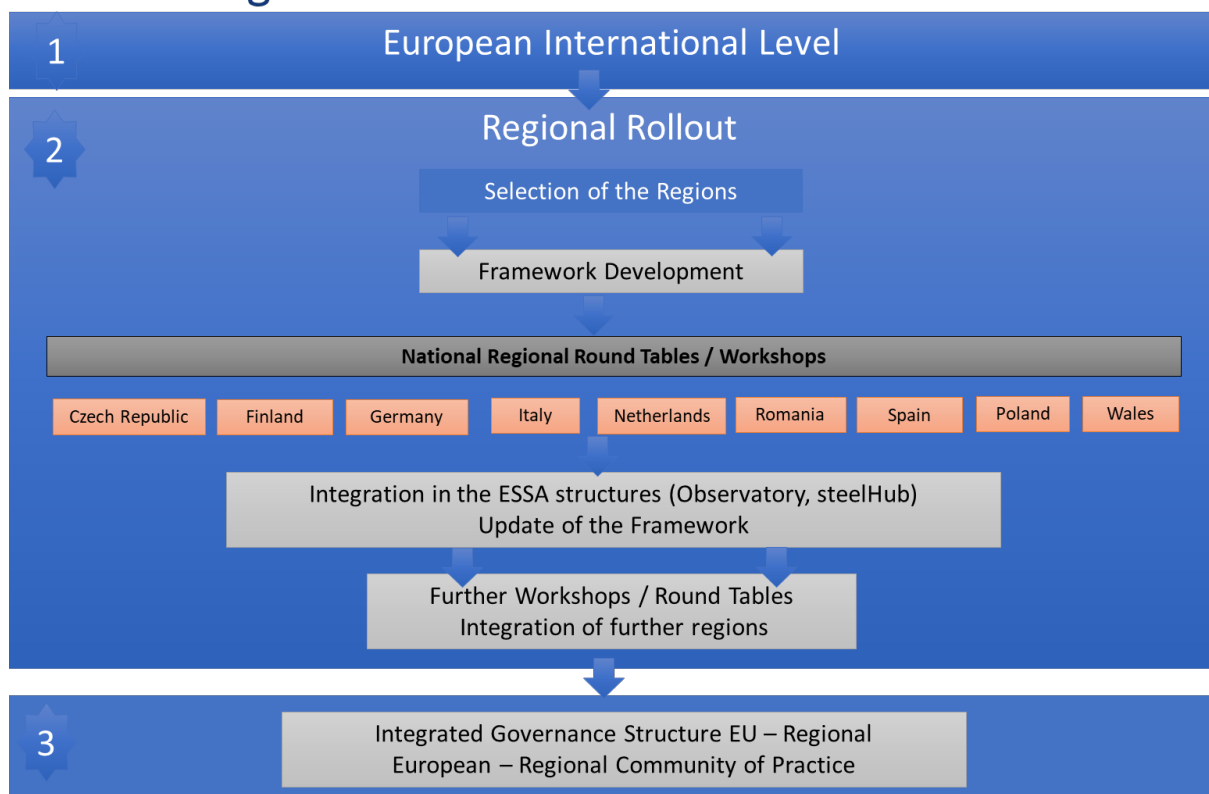 1
European International Level
2
Regional Rollout
Selection of the Regions
Framework Development
National Regional Round Tables / Workshops
Czech Republic
Finland
Germany
Italy
Netherlands
Romania
Spain
Poland
Wales
Integration in the ESSA structures (Observatory, steelHub)
Update of the Framework
Further Workshops / Round Tables
Integration of further regions
3
Integrated Governance Structure EU – Regional
European – Regional Community of Practice